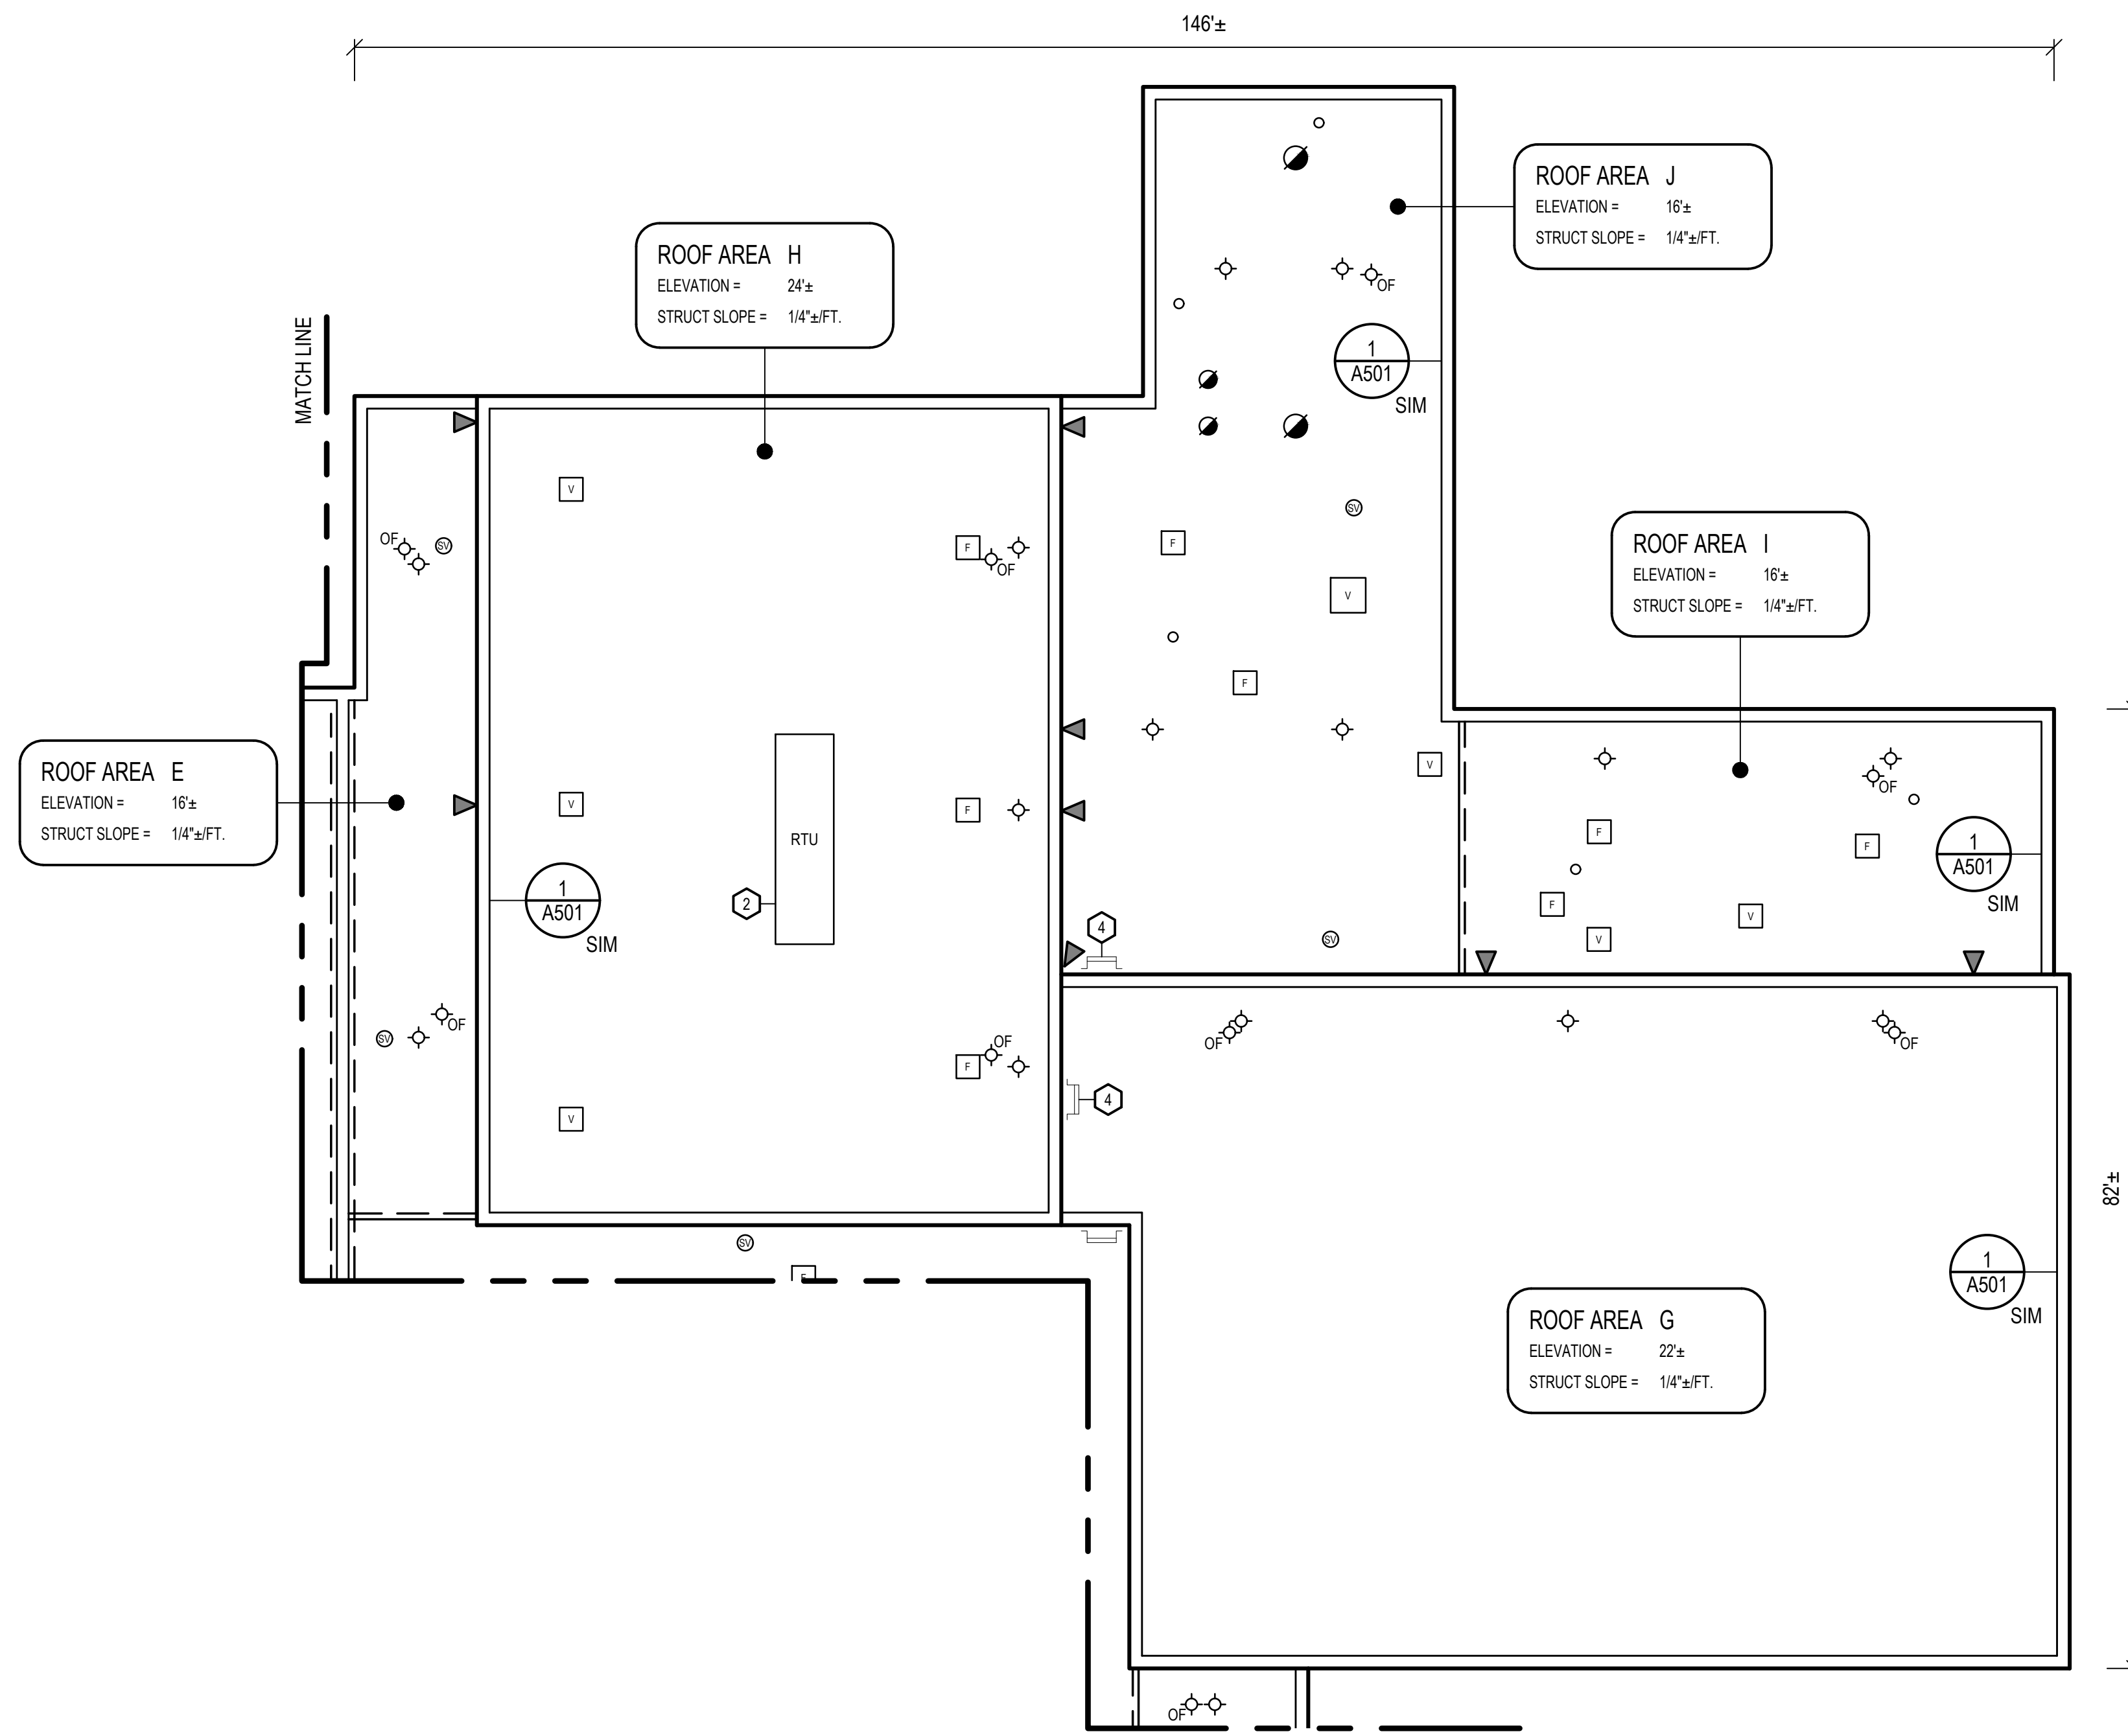 146'±
ROOF AREA J
ELEVATION = 16'±
STRUCT SLOPE = 1/4"±/FT.
ROOF AREA H
ELEVATION = 24'±
STRUCT SLOPE = 1/4"±/FT.
OF
MATCH LINE
1
A501
SIM
V
SV
OF
SV
F
OF
F
ROOF AREA I
ELEVATION = 16'±
STRUCT SLOPE = 1/4"±/FT.
V
F
V
ROOF AREA E
ELEVATION = 16'±
STRUCT SLOPE = 1/4"±/FT.
V
F
RTU
OF
F
F
1
A501
SIM
1
A501
SIM
2
4
F
V
V
SV
SV
OF
OF
F
OF
OF
4
V
82'±
SV
F
1
A501
SIM
ROOF AREA G
ELEVATION = 22'±
STRUCT SLOPE = 1/4"±/FT.
OF